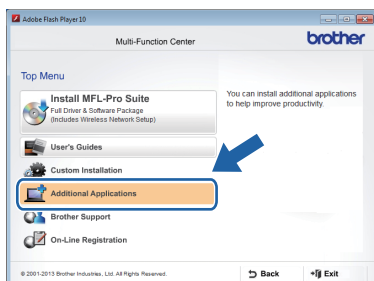 Adobe Flash Player 10
Multi-Function Center
brother
Top Menu
Install MFL-Pro Suite
Full Driver & Software Package
(Includes Wireless Network Setup)
User's Guides
Custom Installation
Additional Applications
Brother Support
On-Line Registration
You can install additional applications
to help improve productivity.
© 2001-2013 Brother Industries, Ltd. All Rights Reserved.
Back
Exit